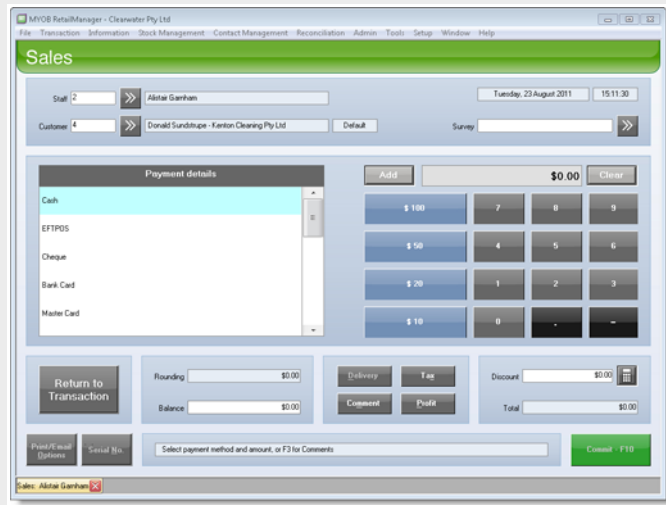 MYOB RetailManager - Clearwater Pty Ltd
File Transaction Information Stock Management Contact Management Reconciliation Admin Tools Setup Window Help
Sales
Staff 2 Alistair Garnham Tuesday, 23 August 2011 15:11:30
Customer 4 Donald Sundstrupe - Kenton Cleaning Pty Ltd Default Survey
Payment details Add $0.00 Clear
Cash
EFTPOS
Cheque
Bank Card
Master Card
$ 100 7 8 9
$ 50 4 5 6
$ 20 1 2 3
$ 10 0 . –
Return to
Transaction
Rounding $0.00 Delivery Tax Discount $0.00
Balance $0.00 Comment Profit Total $0.00
Print/Email
Options
Serial No.
Select payment method and amount, or F3 for Comments
Commit - F10
Sales: Alistair Garnham